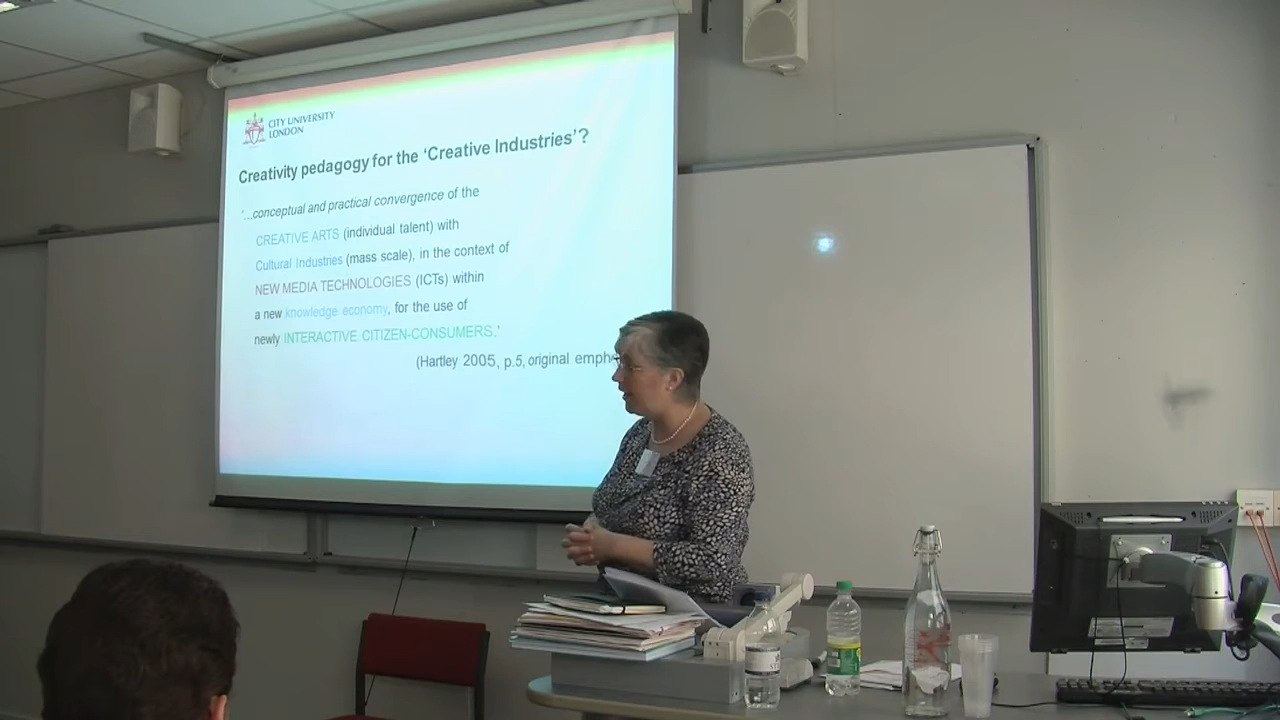 CITY UNIVERSITY
LONDON
Creativity pedagogy for the ‘Creative Industries’?
‘...conceptual and practical convergence of the
CREATIVE ARTS (individual talent) with
Cultural Industries (mass scale), in the context of
NEW MEDIA TECHNOLOGIES (ICTs) within
a new knowledge economy, for the use of
newly INTERACTIVE CITIZEN-CONSUMERS.’
(Hartley 2005, p.5, original emph